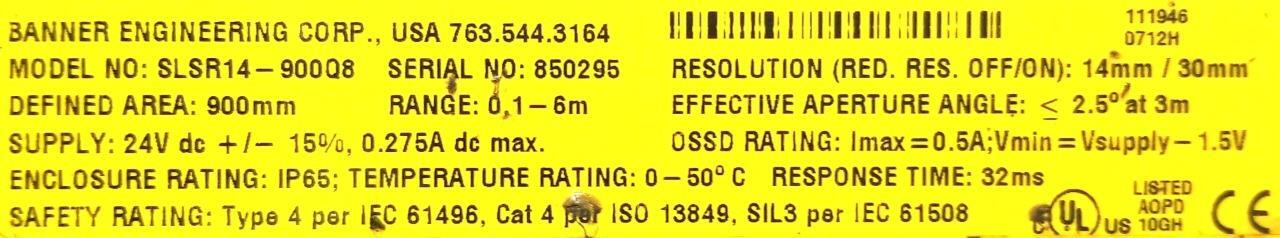 BANNER ENGINEERING CORP., USA 763.544.3164
111946
0712H
MODEL NO: SLSR14-900Q8 SERIAL NO: 850295 RESOLUTION (RED. RES. OFF/ON): 14mm / 30mm
DEFINED AREA: 900mm RANGE: 0,1-6m EFFECTIVE APERTURE ANGLE: ≤ 2.5° at 3m
SUPPLY: 24V dc +/- 15%, 0.275A dc max. OSSD RATING: Imax=0.5A;Vmin=Vsupply-1.5V
ENCLOSURE RATING: IP65; TEMPERATURE RATING: 0-50° C RESPONSE TIME: 32ms
SAFETY RATING: Type 4 per IEC 61496, Cat 4 per ISO 13849, SIL3 per IEC 61508
C UL US
LISTED
AOPD
10GH
CE